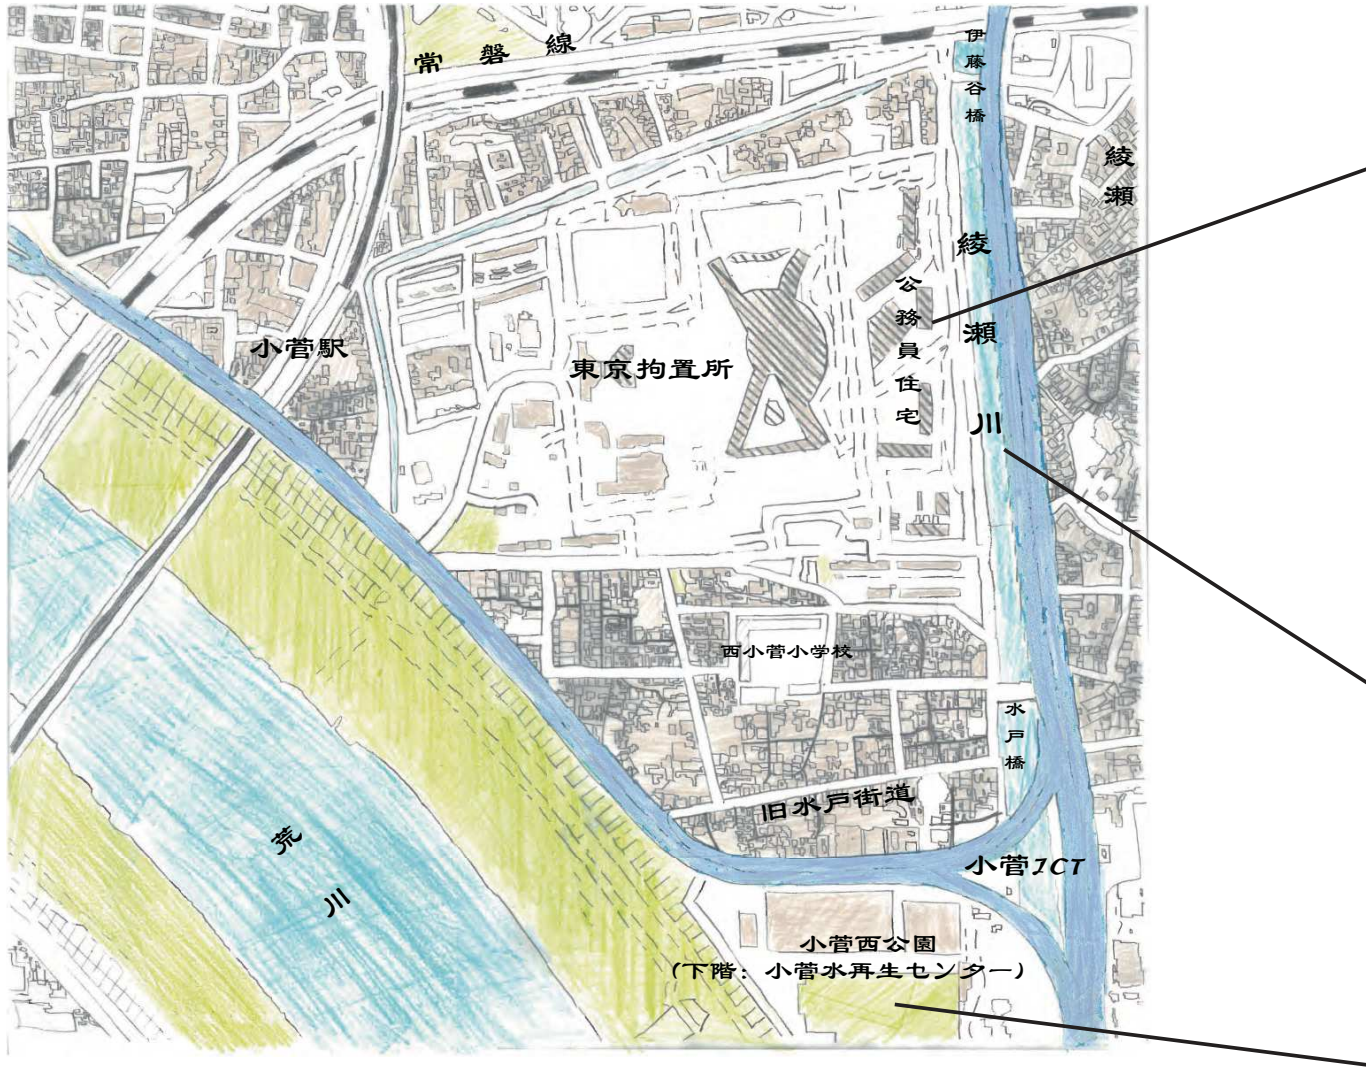 常磐線
伊藤谷橋
綾瀬
綾瀬川
公務員住宅
小菅駅
東京拘置所
西小菅小学校
水戸橋
旧水戸街道
荒川
小菅1CT
小菅西公園
(下階：小菅水再生センター)